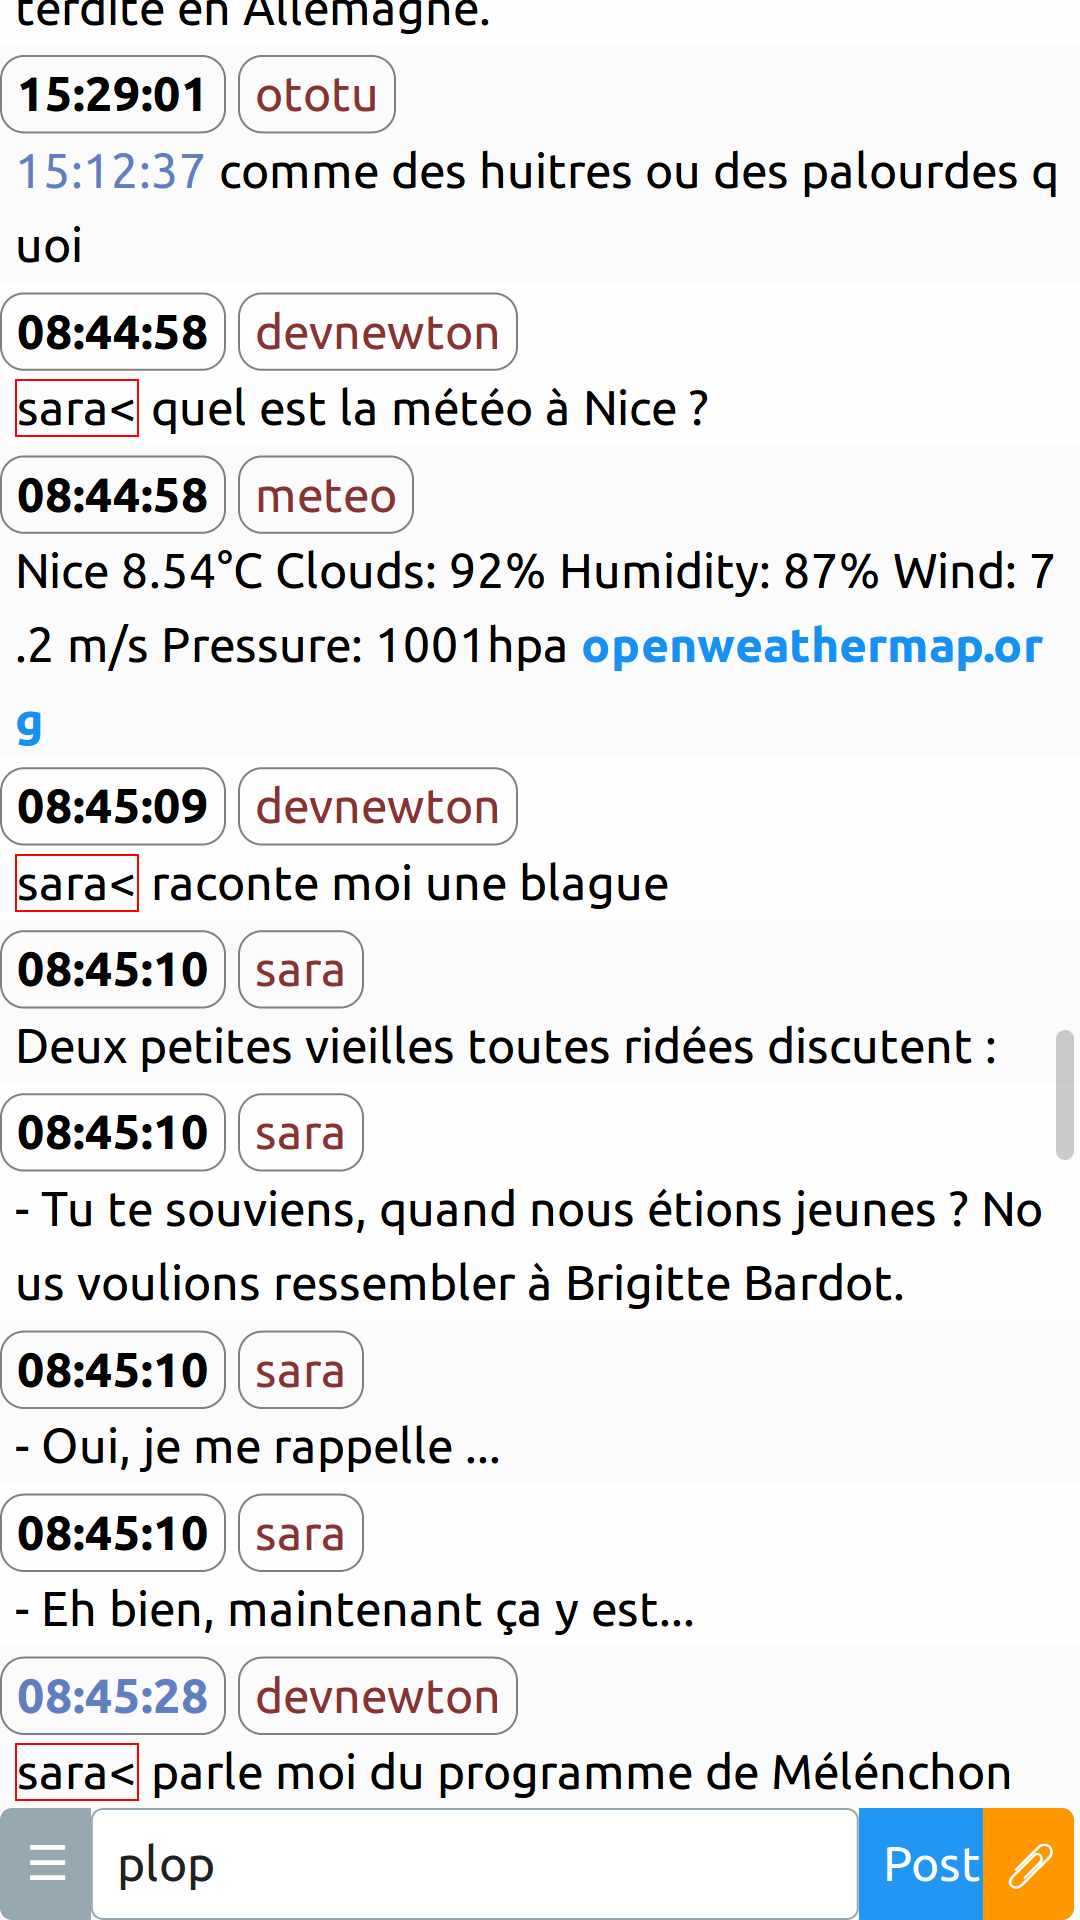 terdite en Allemagne.
15:29:01 ototu
15:12:37 comme des huitres ou des palourdes q
uoi
08:44:58 devnewton
sara< quel est la météo à Nice ?
08:44:58 meteo
Nice 8.54°C Clouds: 92% Humidity: 87% Wind: 7
.2 m/s Pressure: 1001hpa openweathermap.or
g
08:45:09 devnewton
sara< raconte moi une blague
08:45:10 sara
Deux petites vieilles toutes ridées discutent :
08:45:10 sara
- Tu te souviens, quand nous étions jeunes ? No
us voulions ressembler à Brigitte Bardot.
08:45:10 sara
- Oui, je me rappelle ...
08:45:10 sara
- Eh bien, maintenant ça y est...
08:45:28 devnewton
sara< parle moi du programme de Mélénchon
plop Post